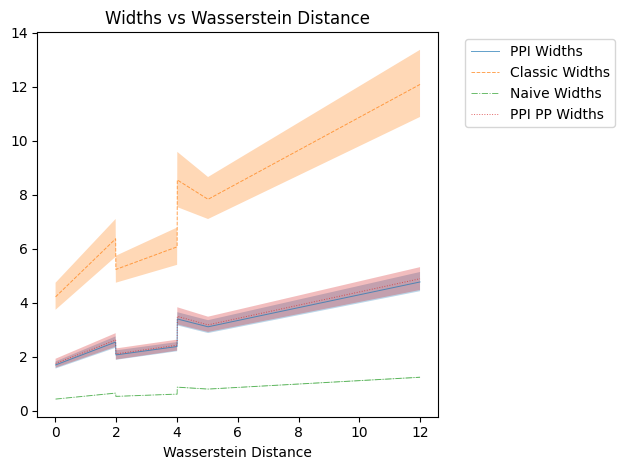 Widths vs Wasserstein Distance
14
12
10
8
6
4
2
0
0 2 4 6 8 10 12
Wasserstein Distance
PPI Widths
Classic Widths
Naive Widths
PPI PP Widths